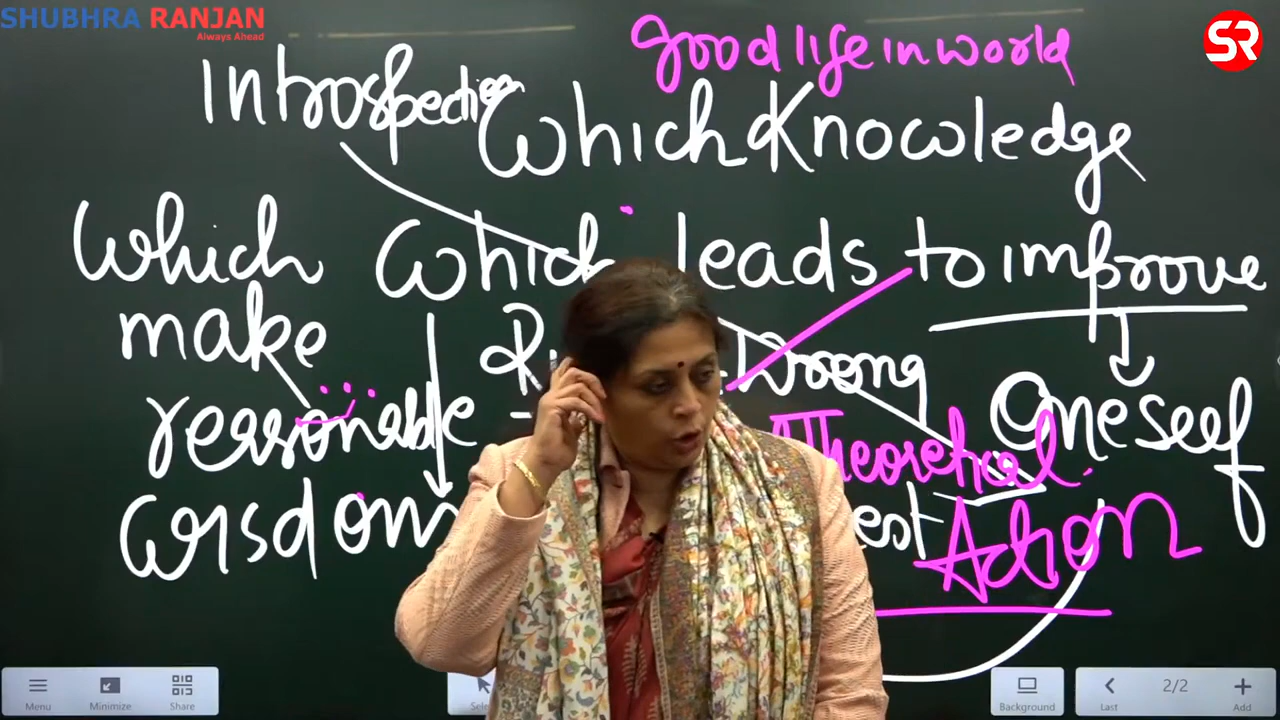 SHUBHRA RANJAN
Always Ahead
SR
good life in world
Introspection
Which Knowledge
Which which leads to improve
make
Wrong
reasonable
oneself
Theoretical
wisdom
Action
Menu
Minimize
Share
Background
Last
2/2
Add